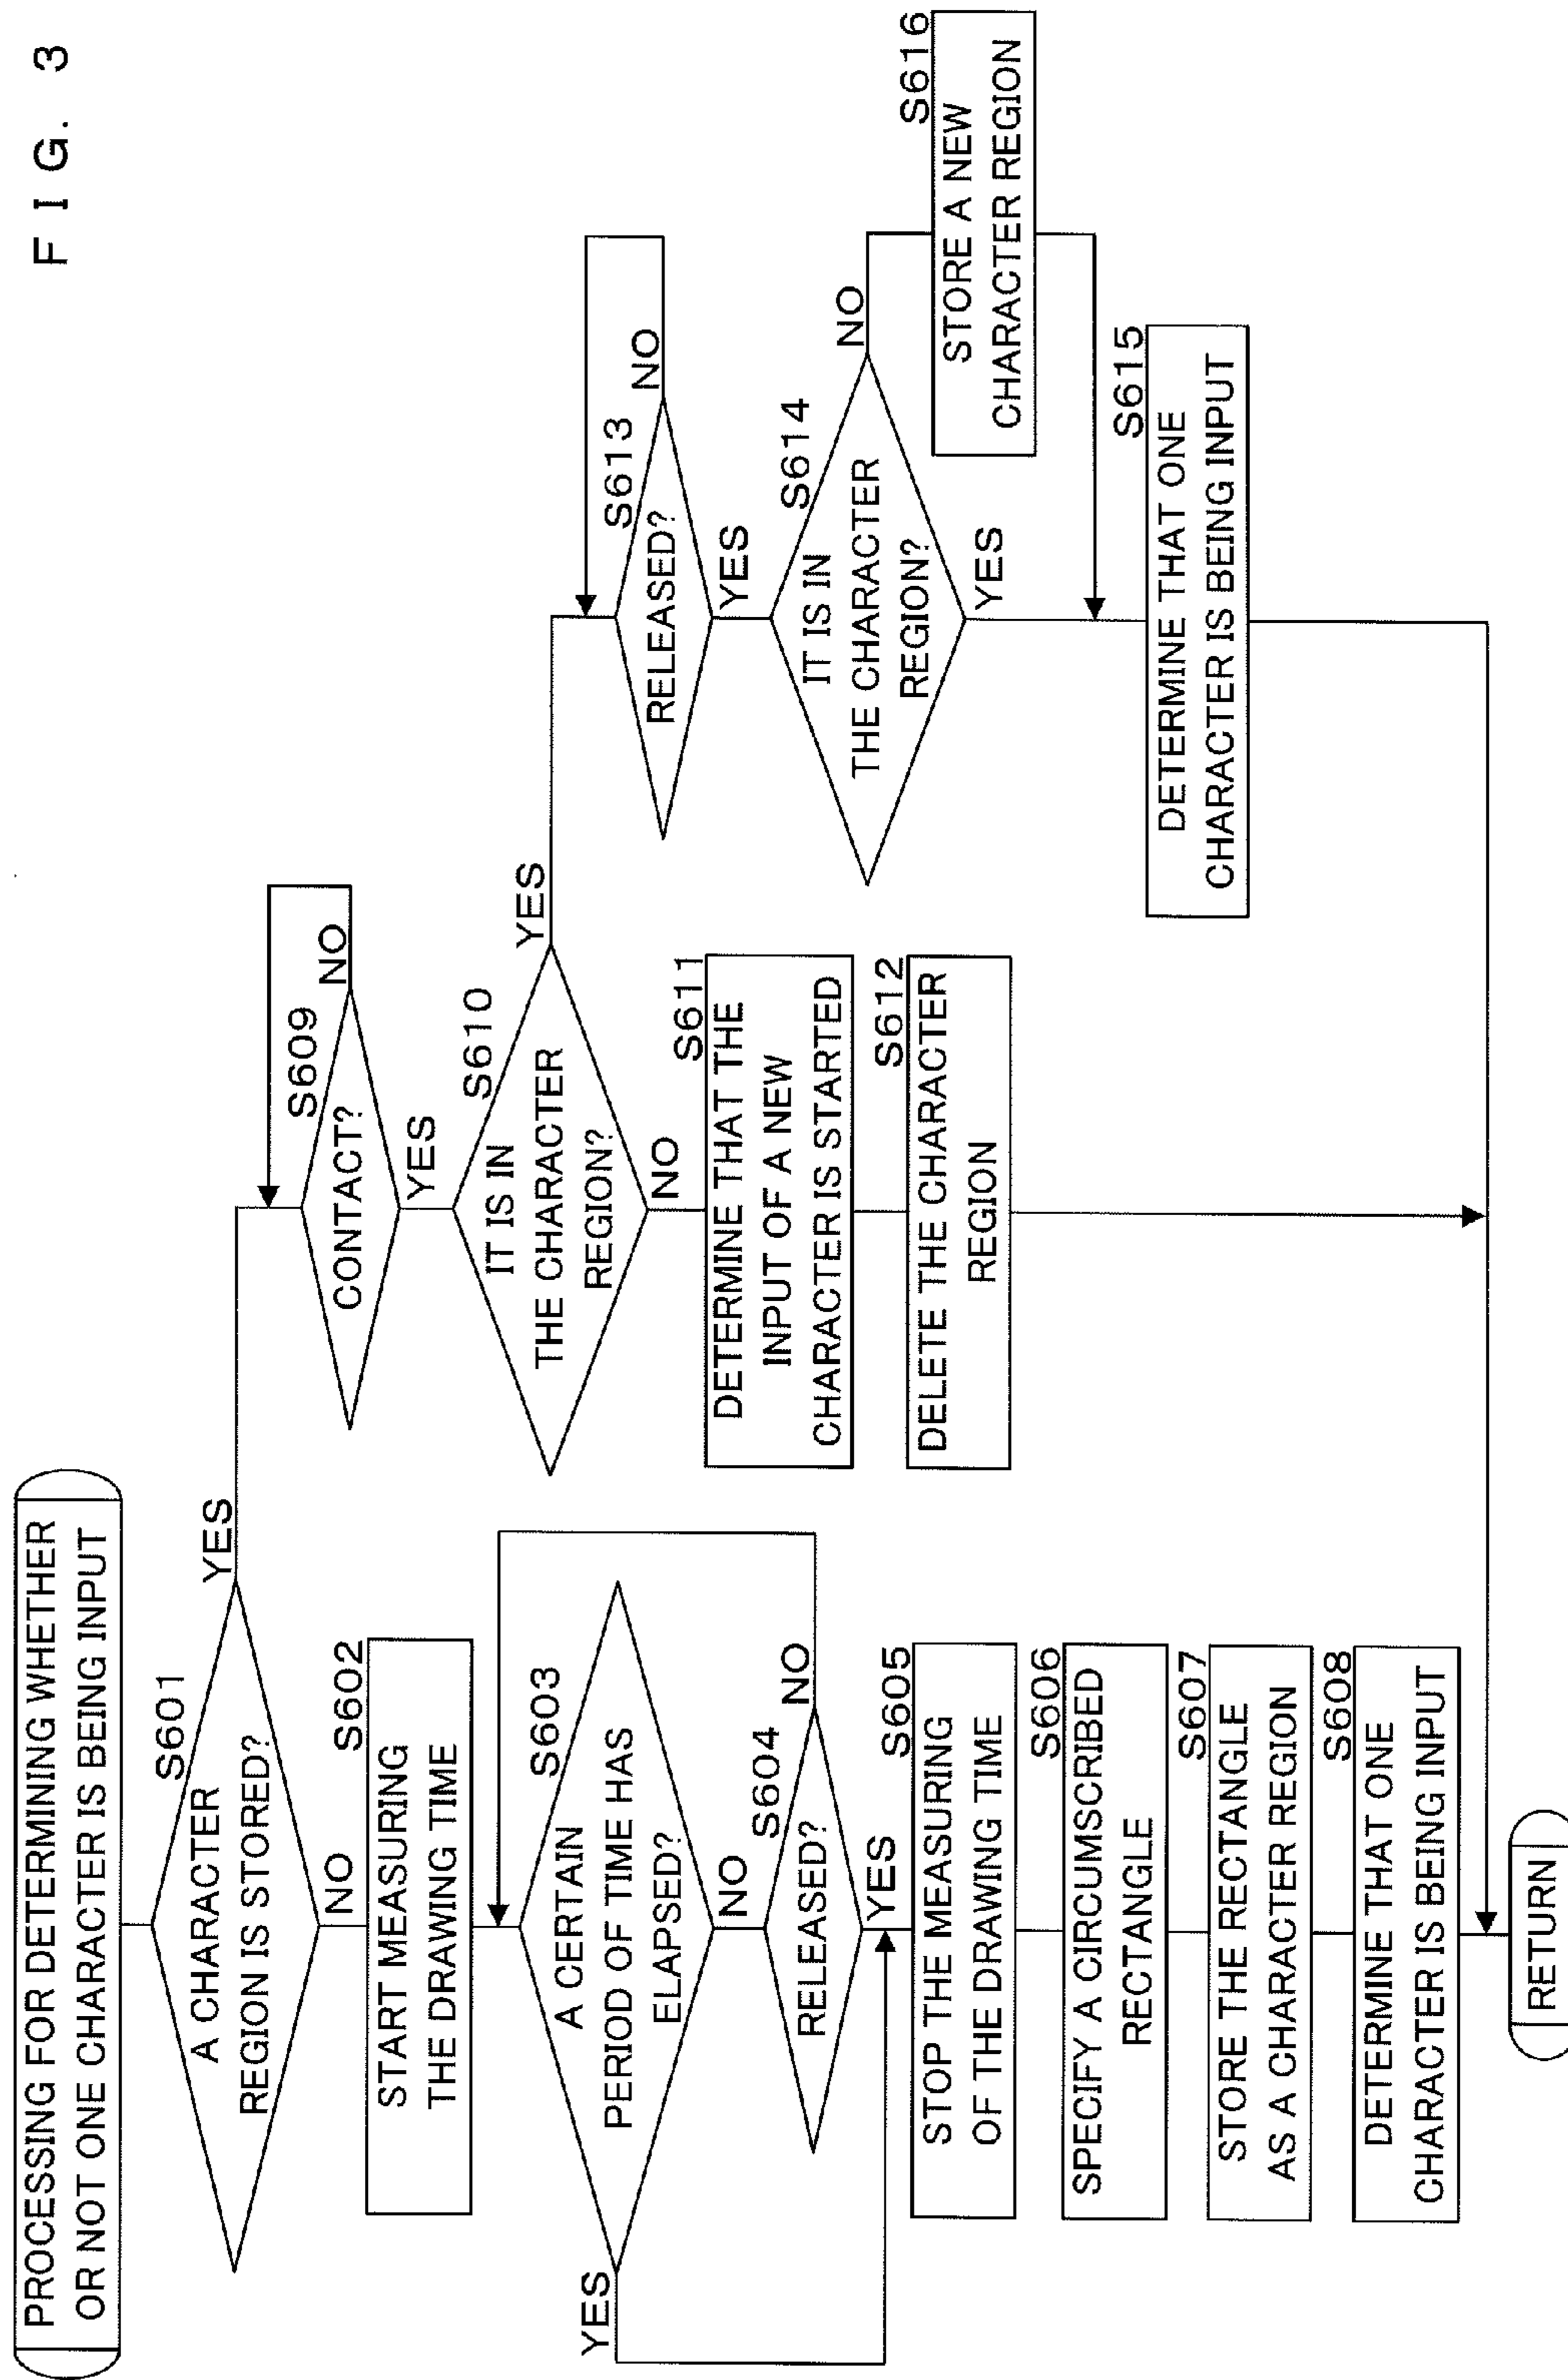 F I G. 3
PROCESSING FOR DETERMINING WHETHER
OR NOT ONE CHARACTER IS BEING INPUT
S601
A CHARACTER
REGION IS STORED?
YES
NO
S602
START MEASURING
THE DRAWING TIME
S603
A CERTAIN
PERIOD OF TIME HAS
ELAPSED?
YES
NO
S604
RELEASED?
NO
YES
S605
STOP THE MEASURING
OF THE DRAWING TIME
S606
SPECIFY A CIRCUMSCRIBED
RECTANGLE
S607
STORE THE RECTANGLE
AS A CHARACTER REGION
S608
DETERMINE THAT ONE
CHARACTER IS BEING INPUT
RETURN
S609
CONTACT?
NO
YES
S610
IT IS IN
THE CHARACTER
REGION?
YES
NO
S611
DETERMINE THAT THE
INPUT OF A NEW
CHARACTER IS STARTED
S612
DELETE THE CHARACTER
REGION
S613
RELEASED?
NO
YES
S614
IT IS IN
THE CHARACTER
REGION?
NO
YES
S616
STORE A NEW
CHARACTER REGION
S615
DETERMINE THAT ONE
CHARACTER IS BEING INPUT